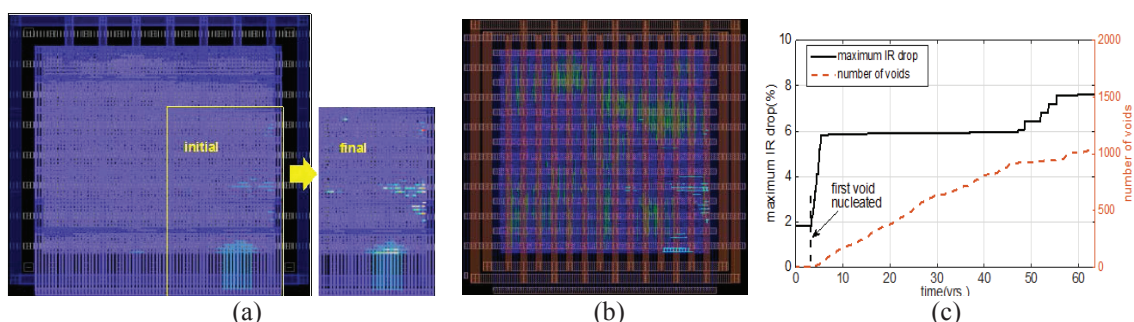 initial
final
(a)
(b)
10
8
6
4
2
0
maximum IR drop(%)
maximum IR drop
number of voids
first void
nucleated
2000
1500
1000
500
0
number of voids
0 10 20 30 40 50 60
time(yrs.)
(c)